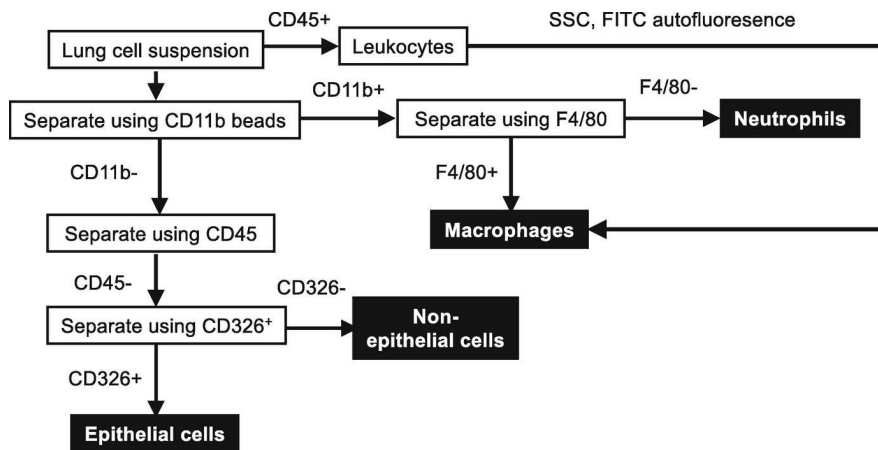 CD45+
SSC, FITC autofluoresence
Lung cell suspension
Leukocytes
CD11b+
F4/80-
Separate using CD11b beads
Separate using F4/80
Neutrophils
CD11b-
F4/80+
Separate using CD45
Macrophages
CD45-
CD326-
Separate using CD326⁺
Non-
epithelial cells
CD326+
Epithelial cells